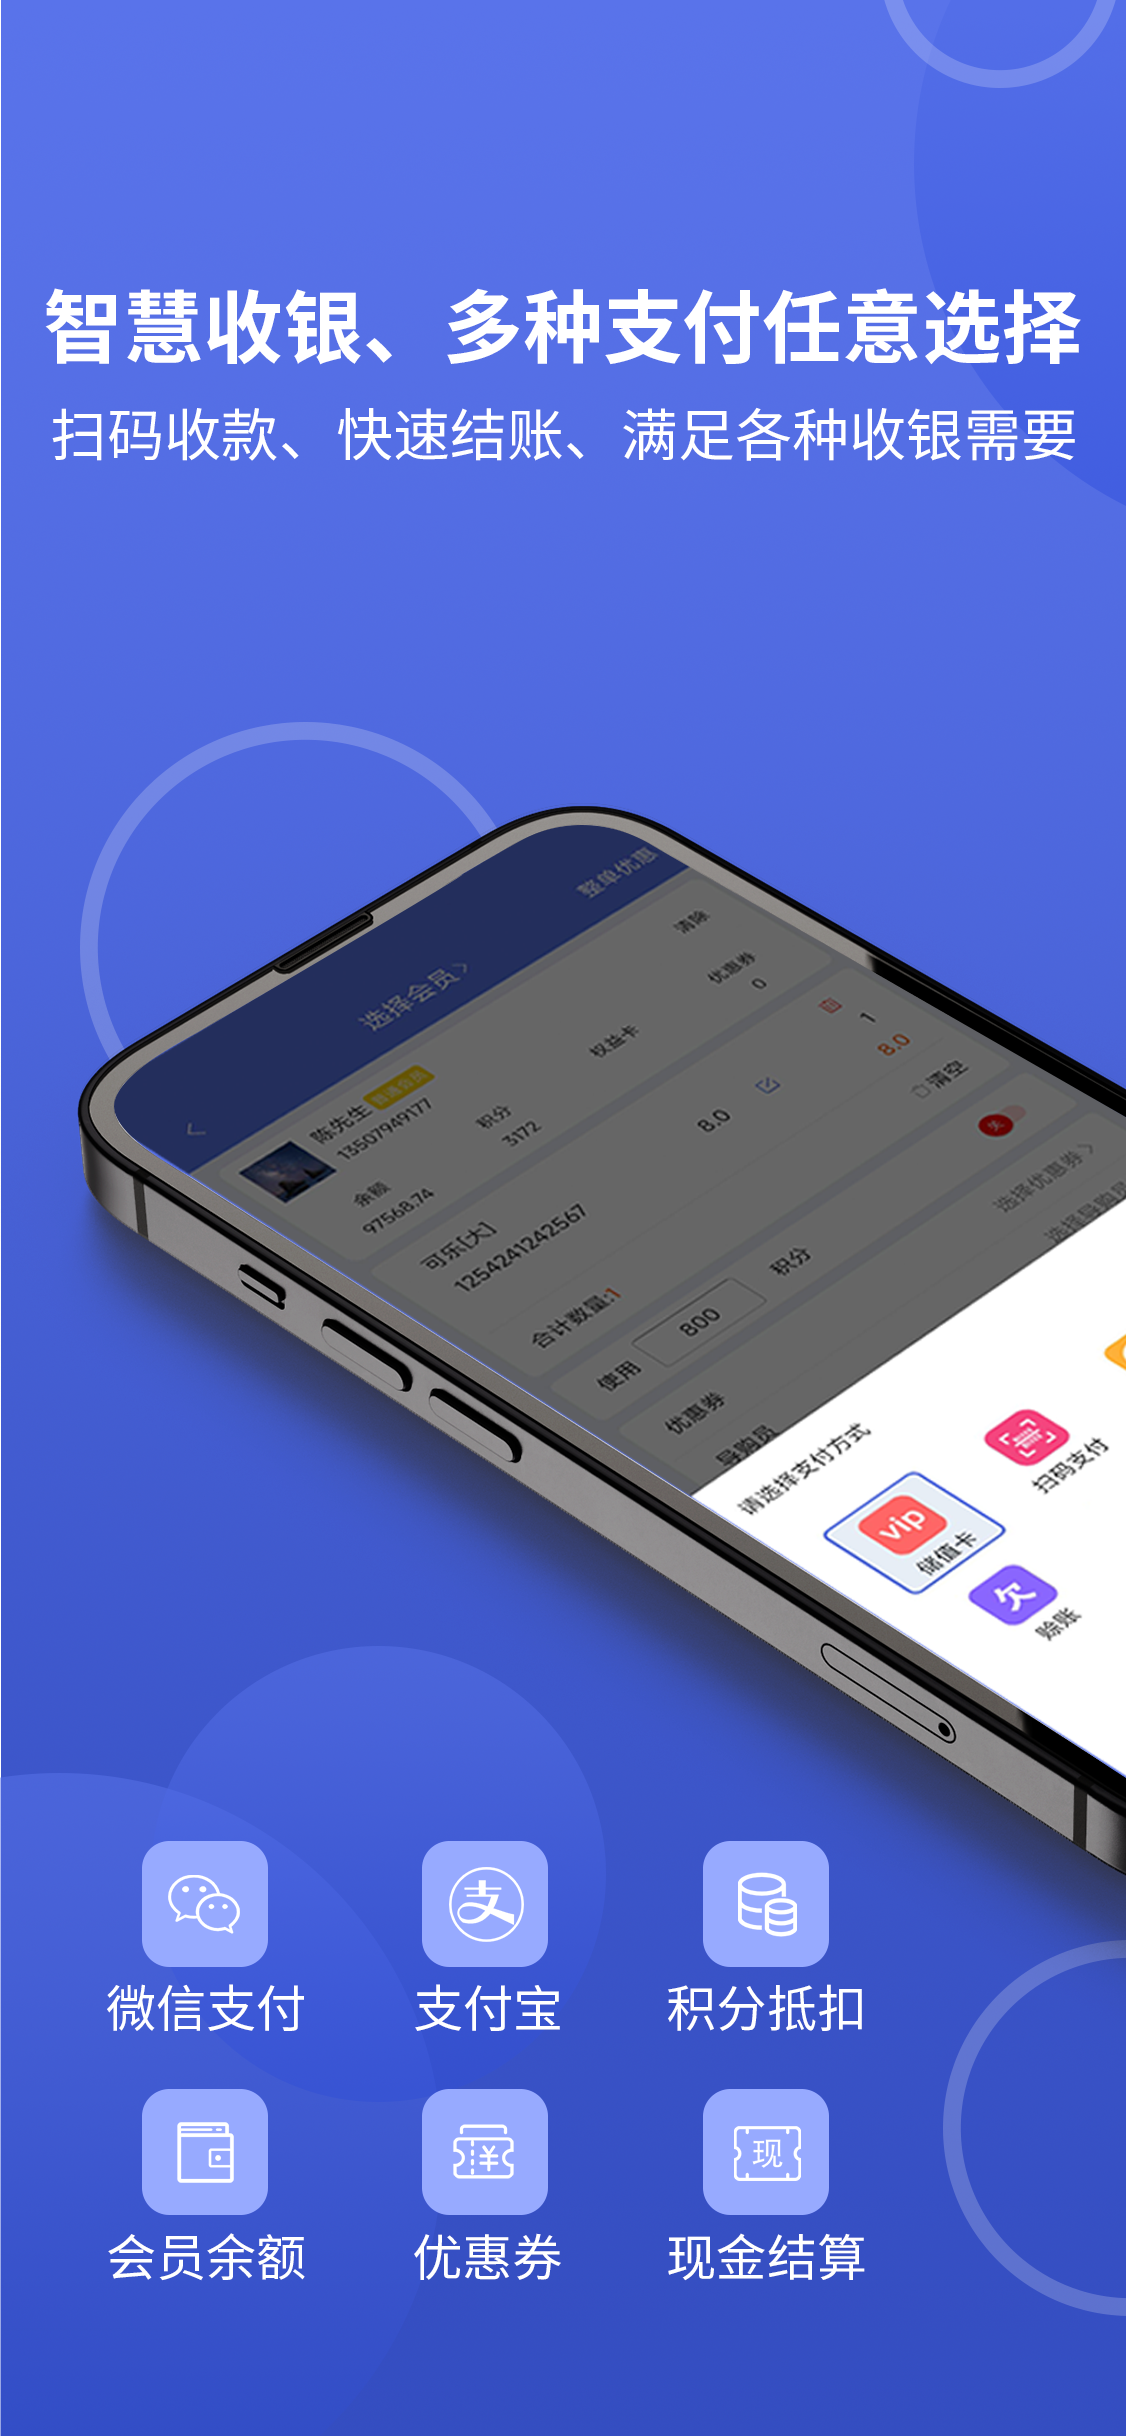 智慧收银、多种支付任意选择
扫码收款、快速结账、满足各种收银需要
整单优惠
选择会员
清除
陈先生 普通会员
13507949177
余额
97568.74
积分
3172
权益卡
优惠券
0
可乐[大]
1254241242567
8.0
1
8.0
合计数量:1
清空
使用 800 积分
优惠券
选择优惠券
导购员
选择导购员
请选择支付方式
vip
储值卡
扫码支付
欠
赊账
支
微信支付 支付宝 积分抵扣
¥
现
会员余额 优惠券 现金结算